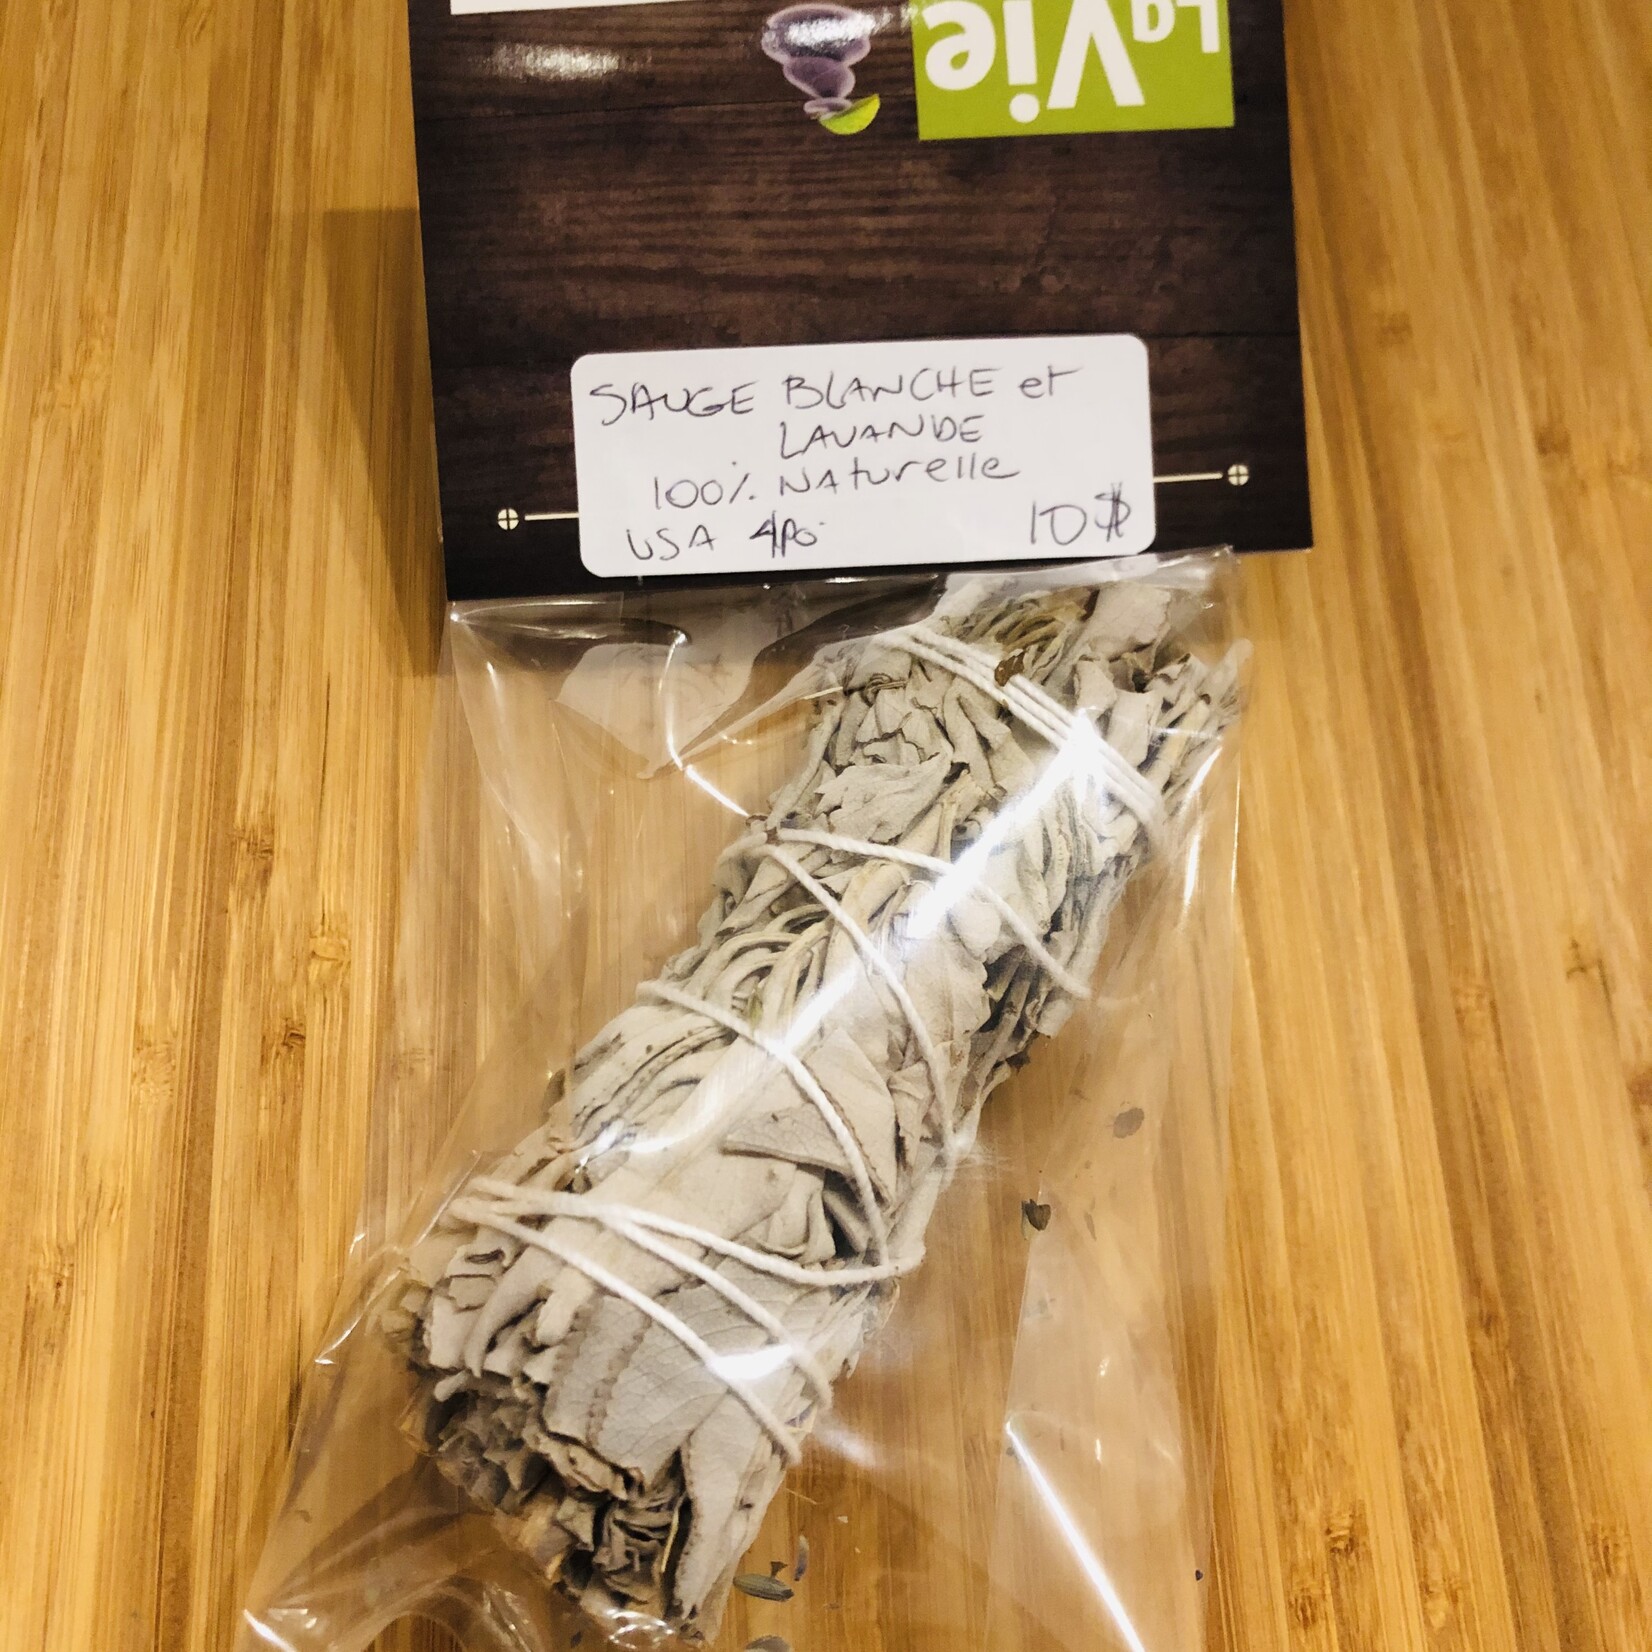 La
Vie
SAUGE BLANCHE et
LAVANDE
100% NAturelle
USA 4po 10$